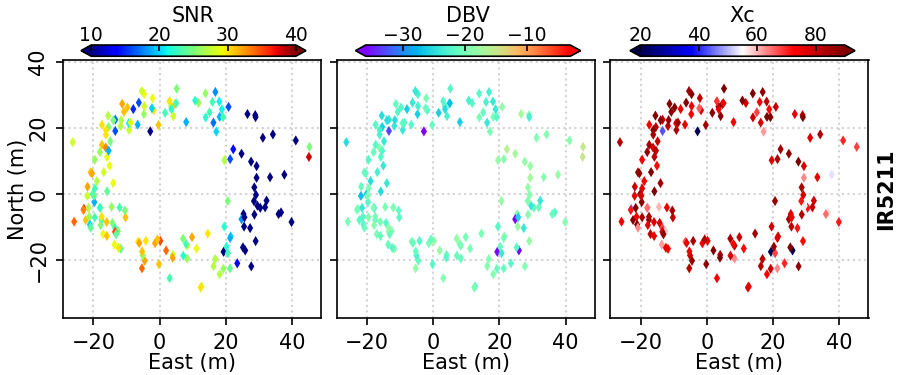 SNR
10 20 30 40
DBV
−30 −20 −10
Xc
20 40 60 80
North (m)
40
20
0
−20
−20 0 20 40
East (m)
−20 0 20 40
East (m)
−20 0 20 40
East (m)
IR5211